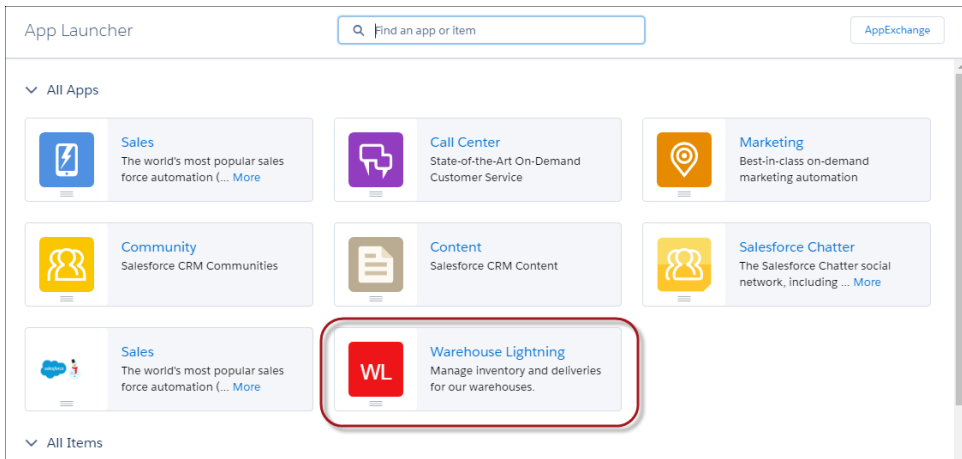 App Launcher
Find an app or item
AppExchange
All Apps
Sales
The world's most popular sales
force automation (... More
Call Center
State-of-the-Art On-Demand
Customer Service
Marketing
Best-in-class on-demand
marketing automation
Community
Salesforce CRM Communities
Content
Salesforce CRM Content
Salesforce Chatter
The Salesforce Chatter social
network, including ... More
salesforce
Sales
The world's most popular sales
force automation (... More
WL
Warehouse Lightning
Manage inventory and deliveries
for our warehouses.
All Items